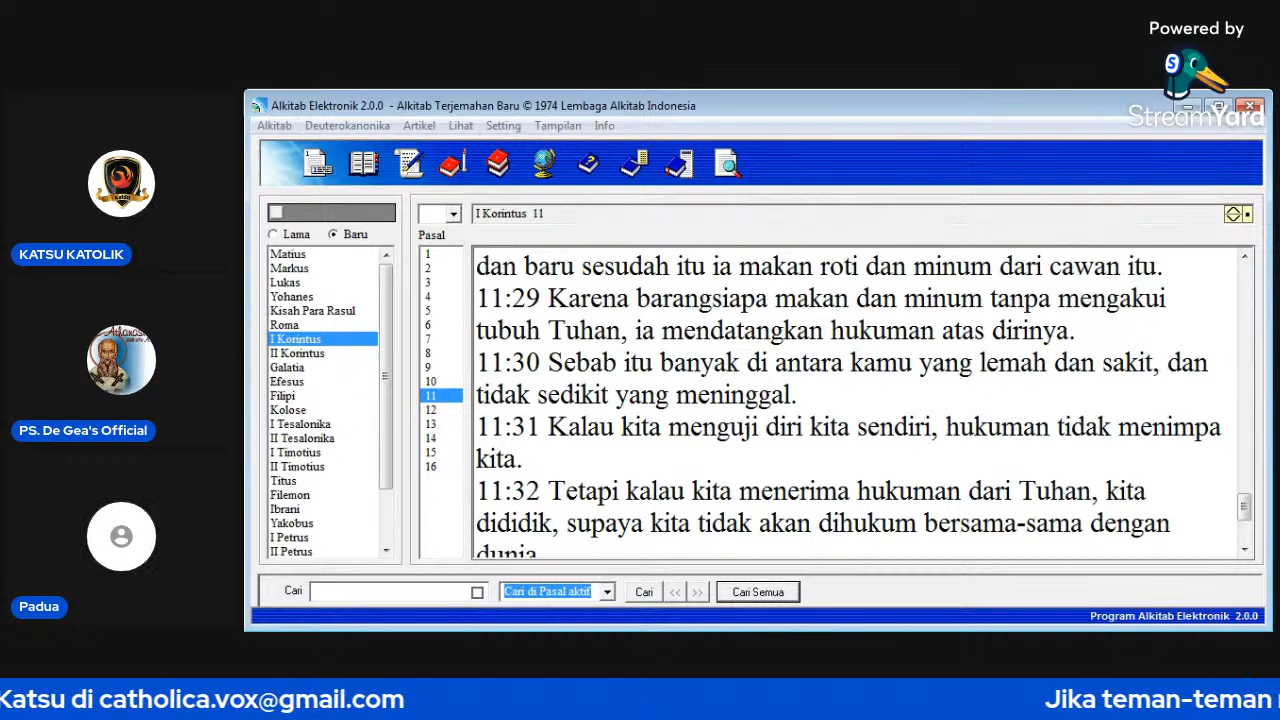 Powered by
StreamYard
Alkitab Elektronik 2.0.0 - Alkitab Terjemahan Baru © 1974 Lembaga Alkitab Indonesia
Alkitab Deuterokanonika Artikel Lihat Setting Tampilan Info
I Korintus 11
Lama Baru
Pasal
Matius
Markus
Lukas
Yohanes
Kisah Para Rasul
Roma
I Korintus
II Korintus
Galatia
Efesus
Filipi
Kolose
I Tesalonika
II Tesalonika
I Timotius
II Timotius
Titus
Filemon
Ibrani
Yakobus
I Petrus
II Petrus
1
2
3
4
5
6
7
8
9
10
11
12
13
14
15
16
dan baru sesudah itu ia makan roti dan minum dari cawan itu.
11:29 Karena barangsiapa makan dan minum tanpa mengakui
tubuh Tuhan, ia mendatangkan hukuman atas dirinya.
11:30 Sebab itu banyak di antara kamu yang lemah dan sakit, dan
tidak sedikit yang meninggal.
11:31 Kalau kita menguji diri kita sendiri, hukuman tidak menimpa
kita.
11:32 Tetapi kalau kita menerima hukuman dari Tuhan, kita
dididik, supaya kita tidak akan dihukum bersama-sama dengan
dunia
Cari Cari di Pasal aktif Cari << >> Cari Semua
Program Alkitab Elektronik 2.0.0
Katsu
KATSU KATOLIK
PS. De Gea's Official
Padua
Katsu di catholica.vox@gmail.com Jika teman-teman